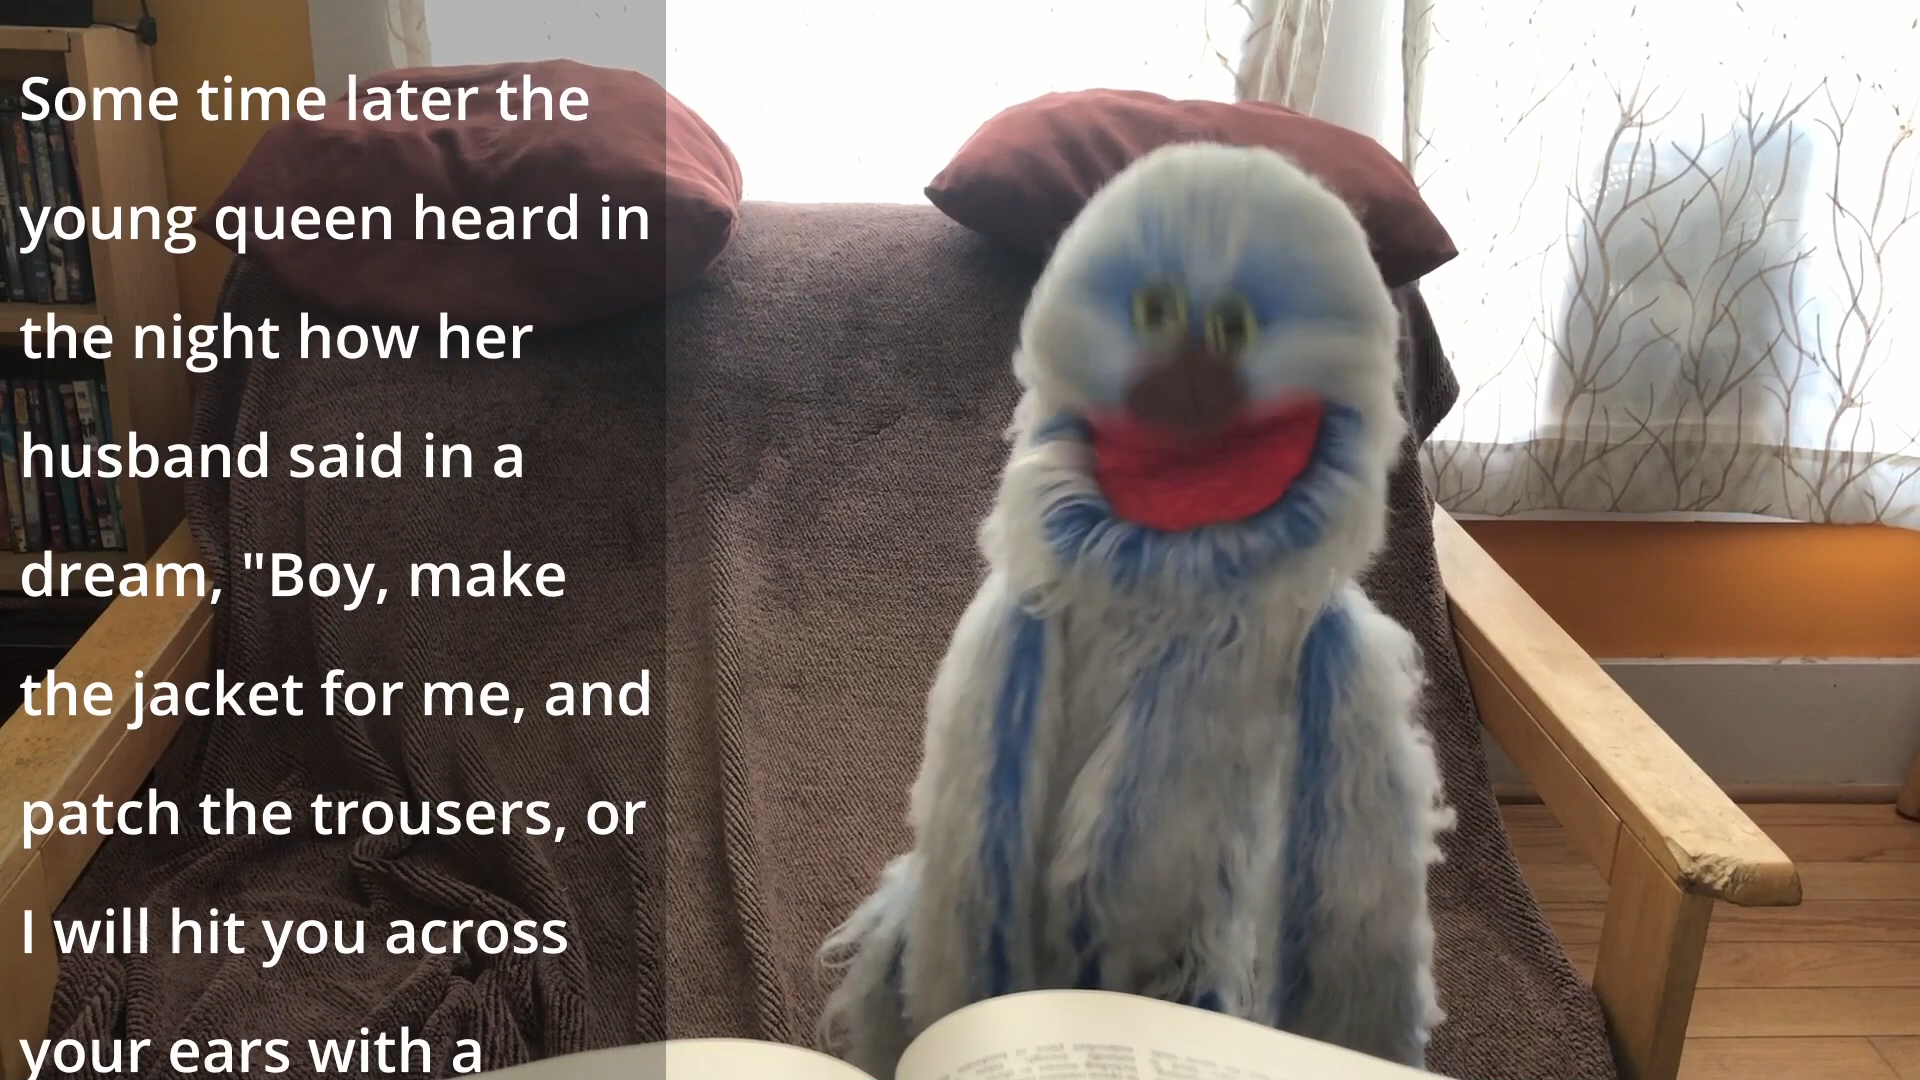 Some time later the
young queen heard in
the night how her
husband said in a
dream, "Boy, make
the jacket for me, and
patch the trousers, or
I will hit you across
your ears with a